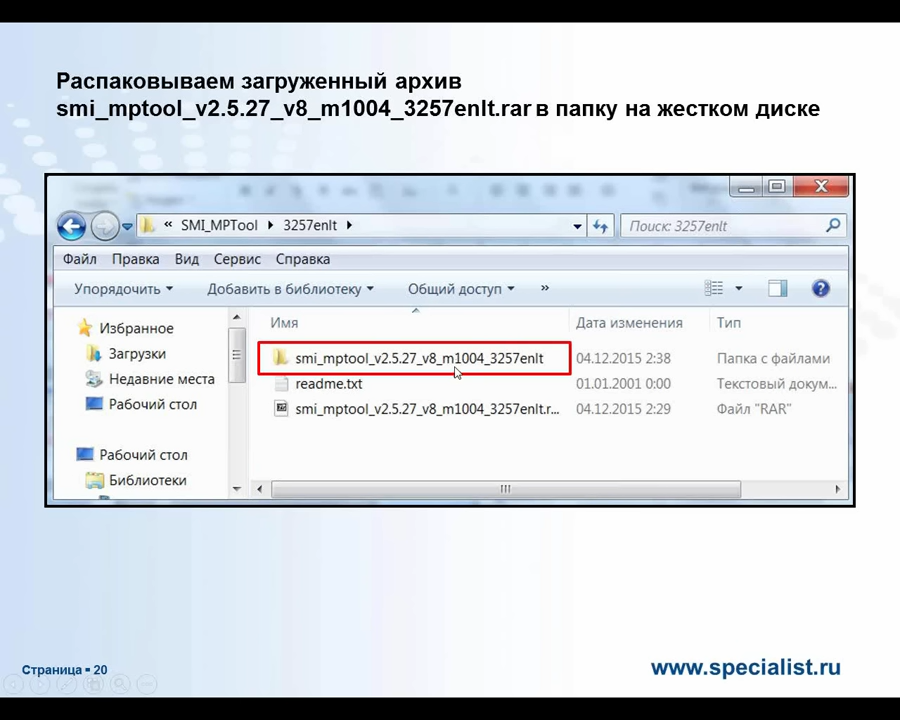 Распаковываем загруженный архив
smi_mptool_v2.5.27_v8_m1004_3257enlt.rar в папку на жестком диске
« SMI_MPTool 3257enlt
Поиск: 3257enlt
Файл Правка Вид Сервис Справка
Упорядочить Добавить в библиотеку Общий доступ »
Избранное
Загрузки
Недавние места
Рабочий стол
Рабочий стол
Библиотеки
Имя Дата изменения Тип
smi_mptool_v2.5.27_v8_m1004_3257enlt 04.12.2015 2:38 Папка с файлами
readme.txt 01.01.2001 0:00 Текстовый докум...
smi_mptool_v2.5.27_v8_m1004_3257enlt.r... 04.12.2015 2:29 Файл "RAR"
Страница ▪ 20
www.specialist.ru